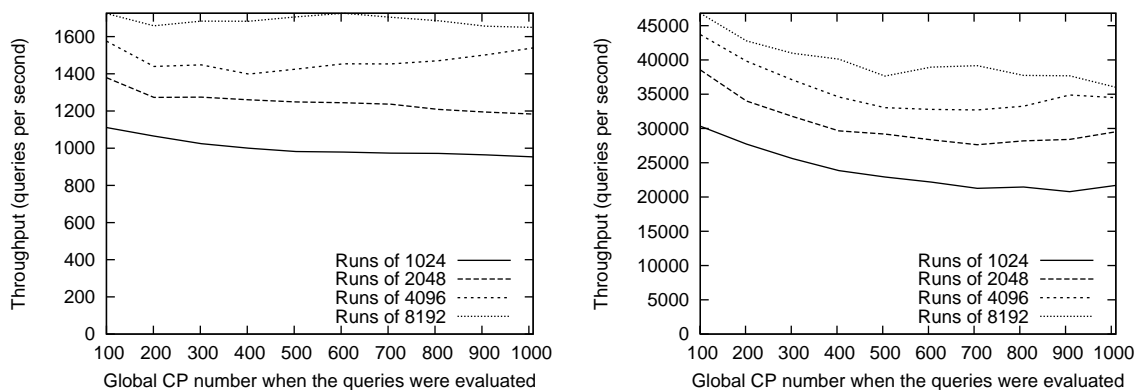 Throughput (queries per second)
1600
1400
1200
1000
800
600
400
200
0
Runs of 1024
Runs of 2048
Runs of 4096
Runs of 8192
100 200 300 400 500 600 700 800 900 1000
Global CP number when the queries were evaluated
Throughput (queries per second)
45000
40000
35000
30000
25000
20000
15000
10000
5000
0
Runs of 1024
Runs of 2048
Runs of 4096
Runs of 8192
100 200 300 400 500 600 700 800 900 1000
Global CP number when the queries were evaluated